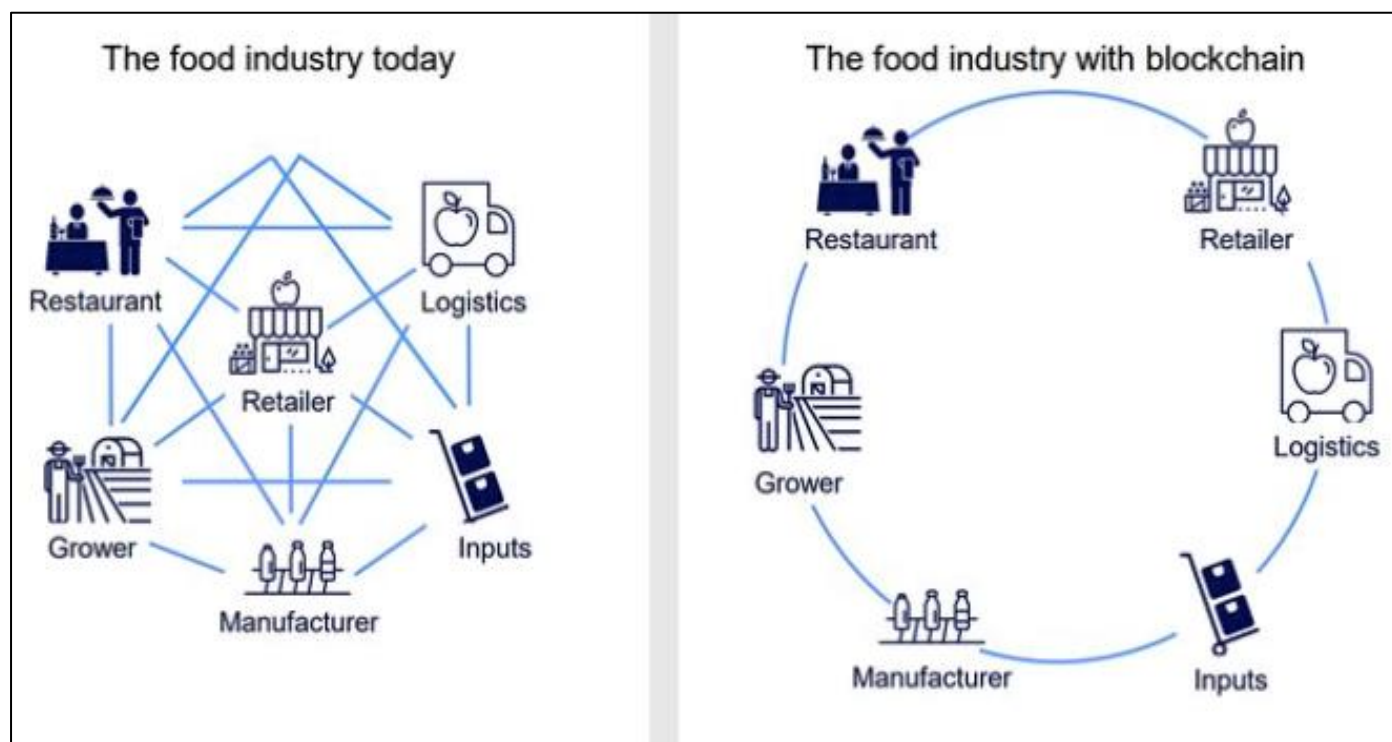 The food industry today
Restaurant
Logistics
Retailer
Grower
Inputs
Manufacturer
The food industry with blockchain
Restaurant
Retailer
Logistics
Grower
Manufacturer
Inputs